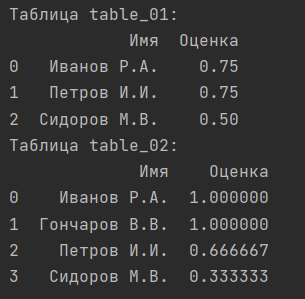 Таблица table_01:
Имя Оценка
0 Иванов Р.А. 0.75
1 Петров И.И. 0.75
2 Сидоров М.В. 0.50
Таблица table_02:
Имя Оценка
0 Иванов Р.А. 1.000000
1 Гончаров В.В. 1.000000
2 Петров И.И. 0.666667
3 Сидоров М.В. 0.333333